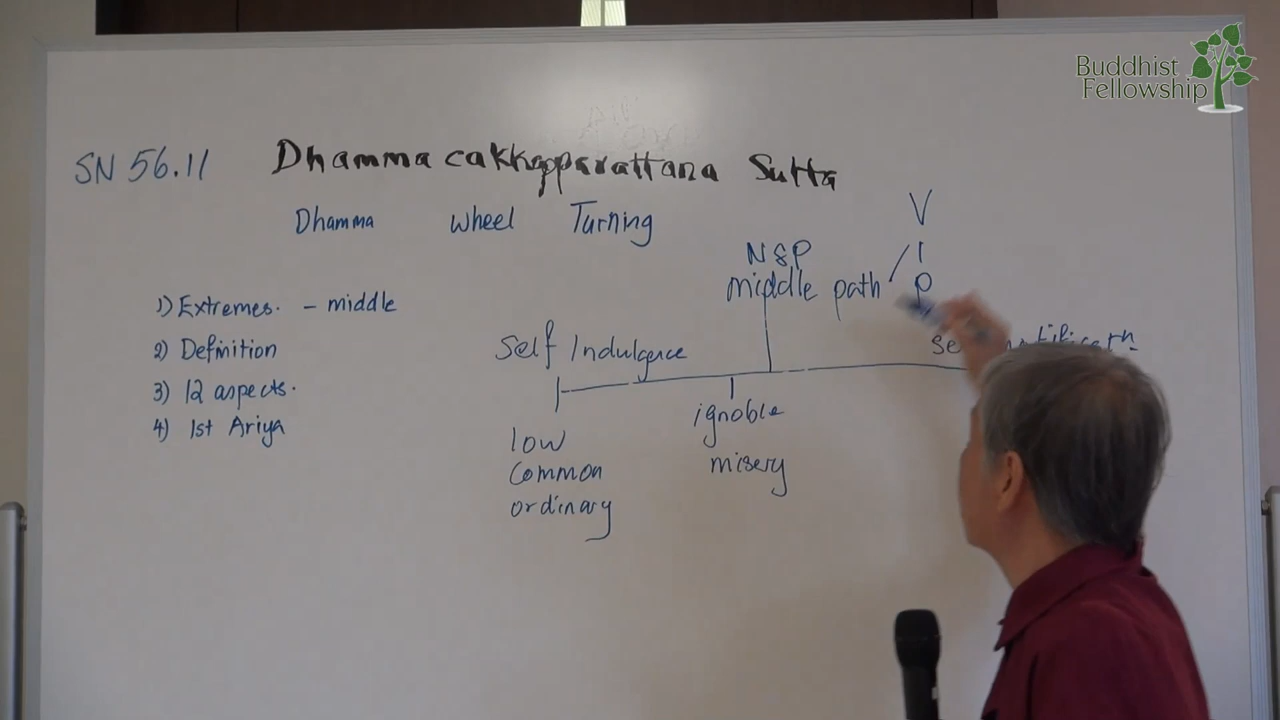 Buddhist
Fellowship
SN 56.11 Dhammacakkappavattana Sutta
Dhamma wheel Turning
V
N8P
|
middle path / P
1) Extremes. - middle
2) Definition
3) 12 aspects.
4) 1st Ariya
Self Indulgence
low
common
ordinary
ignoble
misery